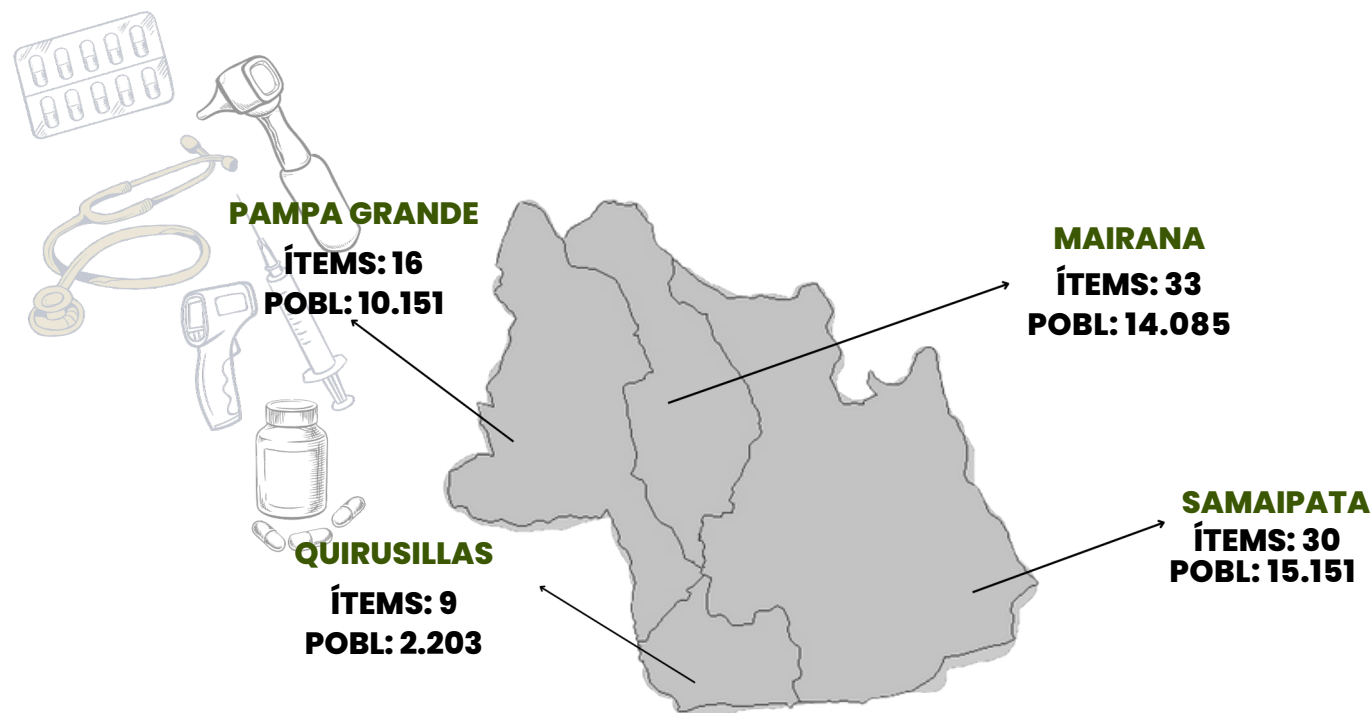 PAMPA GRANDE
ÍTEMS: 16
POBL: 10.151
MAIRANA
ÍTEMS: 33
POBL: 14.085
SAMAIPATA
ÍTEMS: 30
POBL: 15.151
QUIRUSILLAS
ÍTEMS: 9
POBL: 2.203